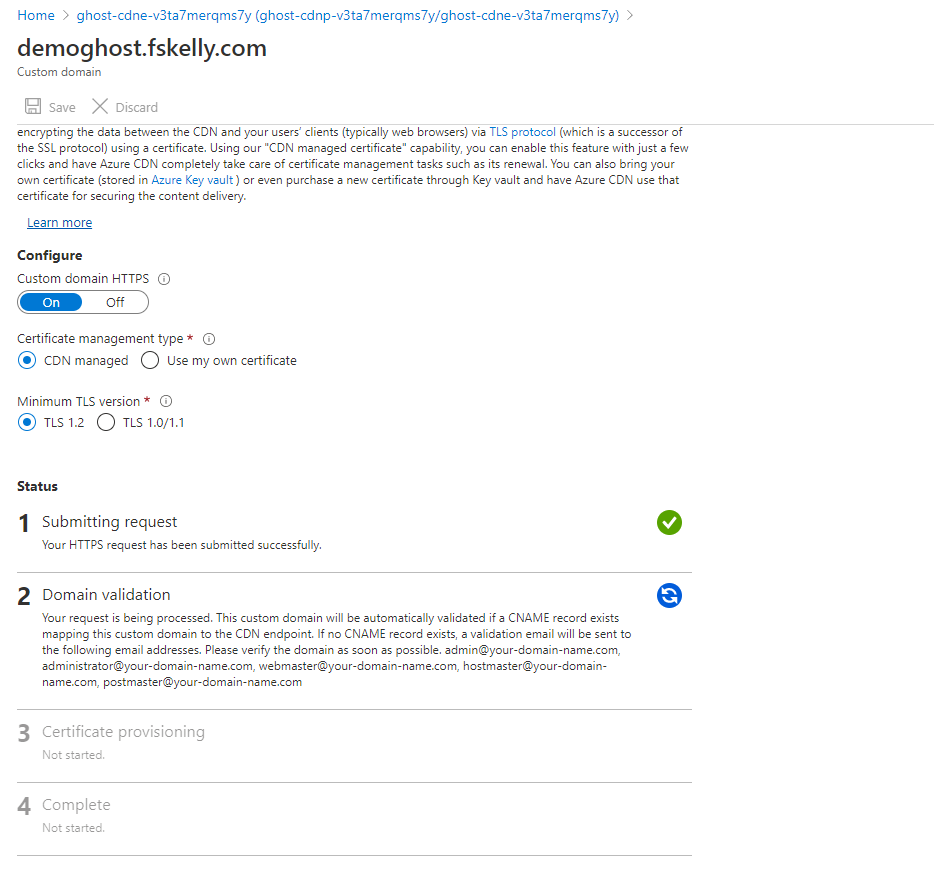 Home > ghost-cdne-v3ta7merqms7y (ghost-cdnp-v3ta7merqms7y/ghost-cdne-v3ta7merqms7y) >
demoghost.fskelly.com
Custom domain
Save Discard
encrypting the data between the CDN and your users' clients (typically web browsers) via TLS protocol (which is a successor of
the SSL protocol) using a certificate. Using our "CDN managed certificate" capability, you can enable this feature with just a few
clicks and have Azure CDN completely take care of certificate management tasks such as its renewal. You can also bring your
own certificate (stored in Azure Key vault ) or even purchase a new certificate through Key vault and have Azure CDN use that
certificate for securing the content delivery.
Learn more
Configure
Custom domain HTTPS
On Off
Certificate management type *
CDN managed Use my own certificate
Minimum TLS version *
TLS 1.2 TLS 1.0/1.1
Status
1 Submitting request
Your HTTPS request has been submitted successfully.
2 Domain validation
Your request is being processed. This custom domain will be automatically validated if a CNAME record exists
mapping this custom domain to the CDN endpoint. If no CNAME record exists, a validation email will be sent to
the following email addresses. Please verify the domain as soon as possible. admin@your-domain-name.com,
administrator@your-domain-name.com, webmaster@your-domain-name.com, hostmaster@your-domain-
name.com, postmaster@your-domain-name.com
3 Certificate provisioning
Not started.
4 Complete
Not started.